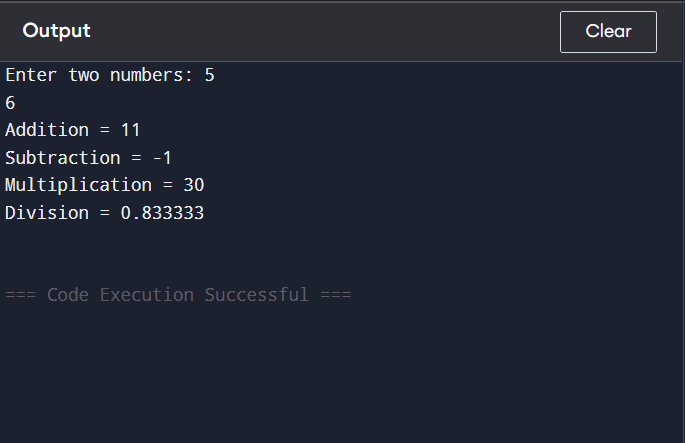 Output
Clear
Enter two numbers: 5
6
Addition = 11
Subtraction = -1
Multiplication = 30
Division = 0.833333
=== Code Execution Successful ===